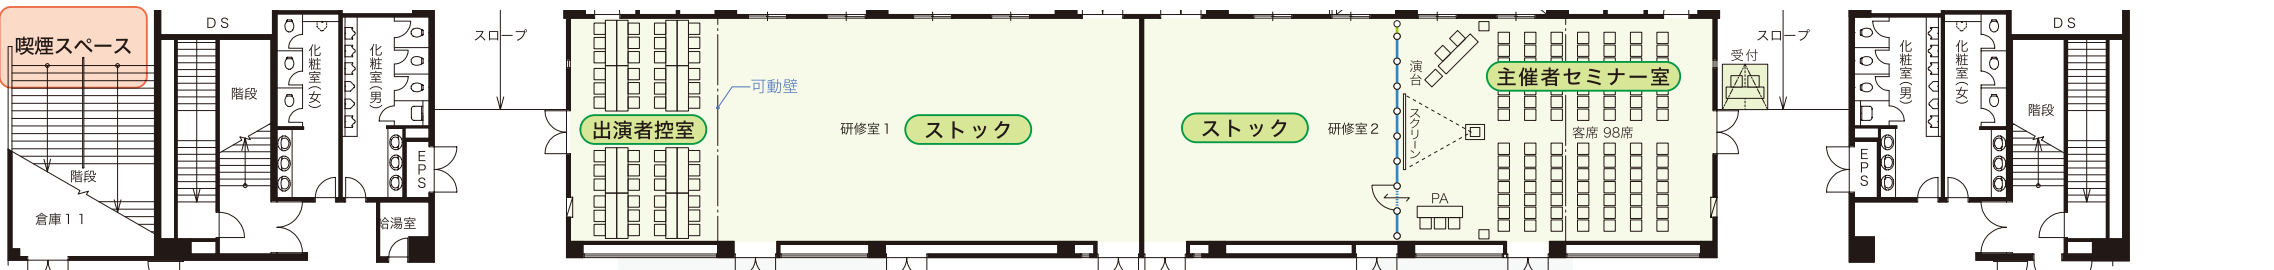 喫煙スペース
階段
倉庫11
DS
階段
化粧室(女)
化粧室(男)
EPS
給湯室
スロープ
出演者控室
可動壁
研修室1
ストック
ストック
研修室2
演台
スクリーン
PA
主催者セミナー室
客席 98席
受付
スロープ
化粧室(男)
化粧室(女)
EPS
DS
階段